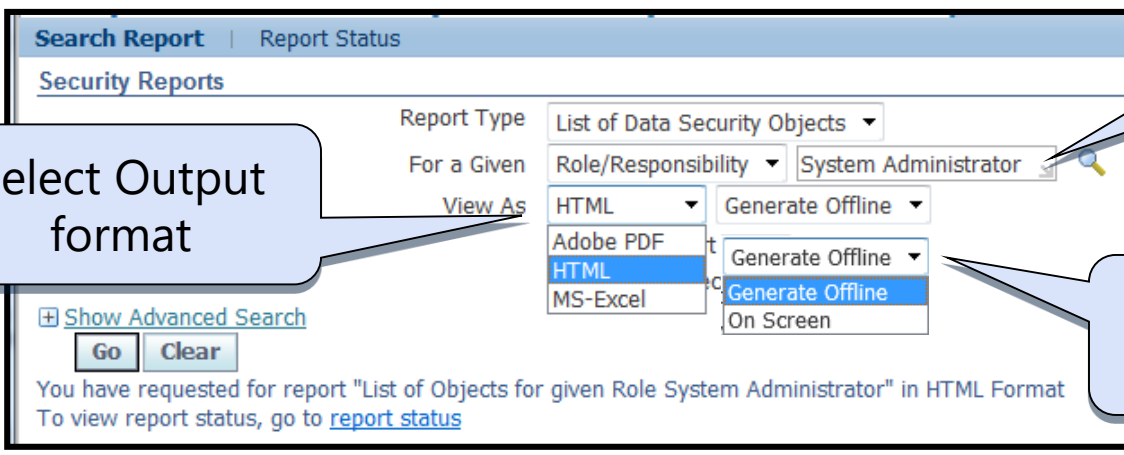 Search Report | Report Status
Security Reports
Report Type List of Data Security Objects
For a Given Role/Responsibility System Administrator
View As HTML Generate Offline
Adobe PDF
HTML
MS-Excel
Generate Offline
Generate Offline
On Screen
elect Output
format
Show Advanced Search
Go Clear
You have requested for report "List of Objects for given Role System Administrator" in HTML Format
To view report status, go to report status